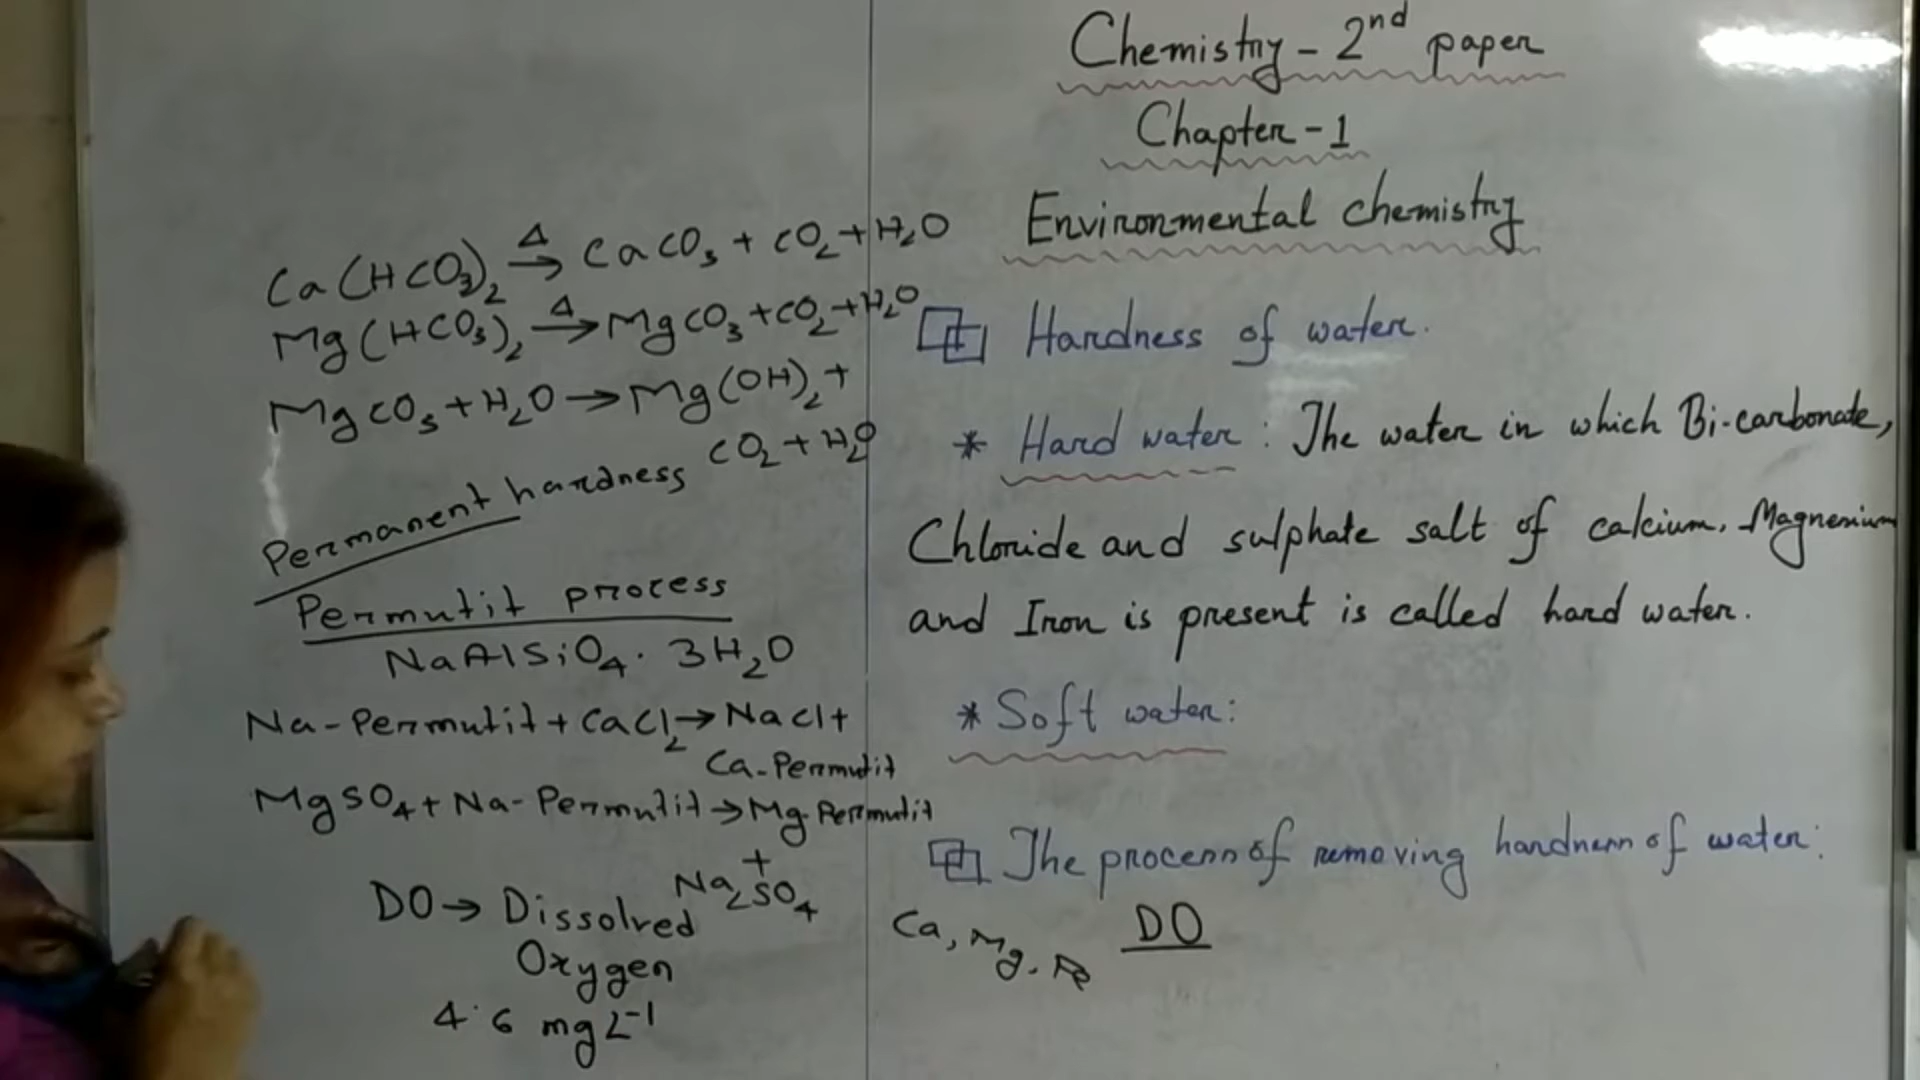 Chemistry - 2nd paper
Chapter - 1
Environmental chemistry
Hardness of water.
* Hard water : The water in which Bi-carbonate,
Chloride and sulphate salt of calcium, Magnesium
and Iron is present is called hard water.
* Soft water:
The process of removing hardness of water:
Ca, Mg, Fe DO
Ca(HCO3)2 →Δ CaCO3 + CO2 + H2O
Mg(HCO3)2 →Δ MgCO3 + CO2 + H2O
MgCO3 + H2O → Mg(OH)2 +
CO2 + H2O
Permanent hardness
Permutit process
NaAlSiO4 · 3H2O
Na-Permutit + CaCl2 → NaCl +
Ca-Permutit
MgSO4 + Na-Permutit → Mg-Permutit
+
Na2SO4
DO → Dissolved
Oxygen
4·6 mgL-1